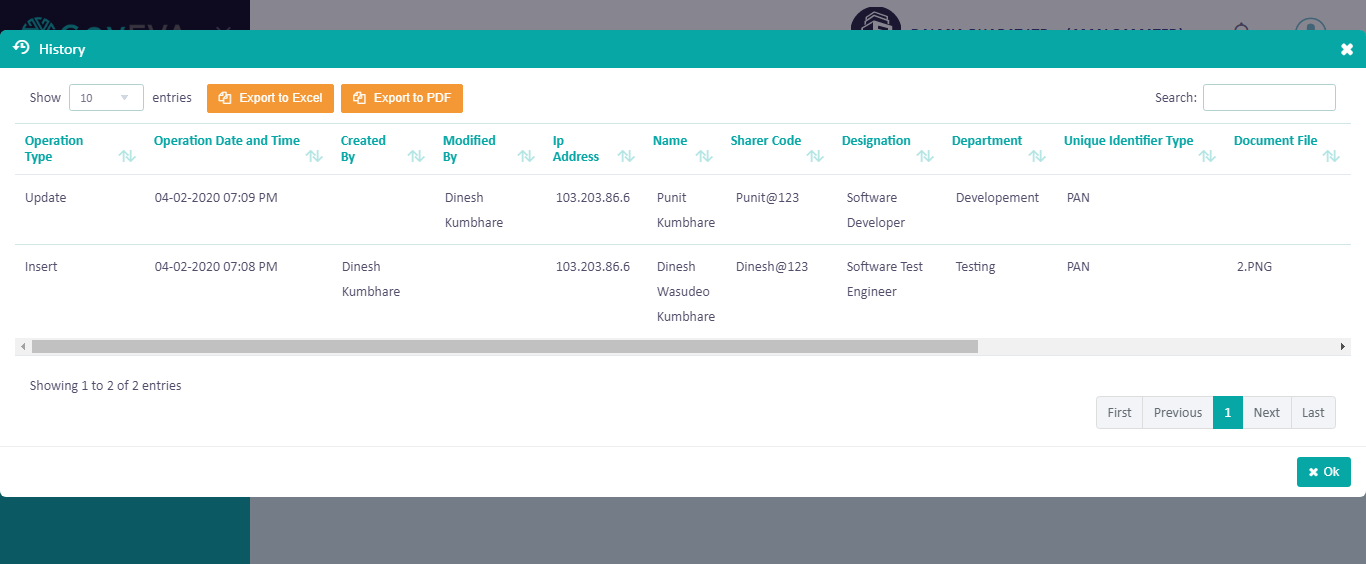 History
Show 10 entries Export to Excel Export to PDF Search:
Operation Type Operation Date and Time Created By Modified By Ip Address Name Sharer Code Designation Department Unique Identifier Type Document File
Update 04-02-2020 07:09 PM Dinesh 103.203.86.6 Punit Punit@123 Software Developement PAN
Kumbhare Kumbhare Developer
Insert 04-02-2020 07:08 PM Dinesh 103.203.86.6 Dinesh Dinesh@123 Software Test Testing PAN 2.PNG
Kumbhare Wasudeo Engineer
Kumbhare
Showing 1 to 2 of 2 entries
First Previous 1 Next Last
Ok